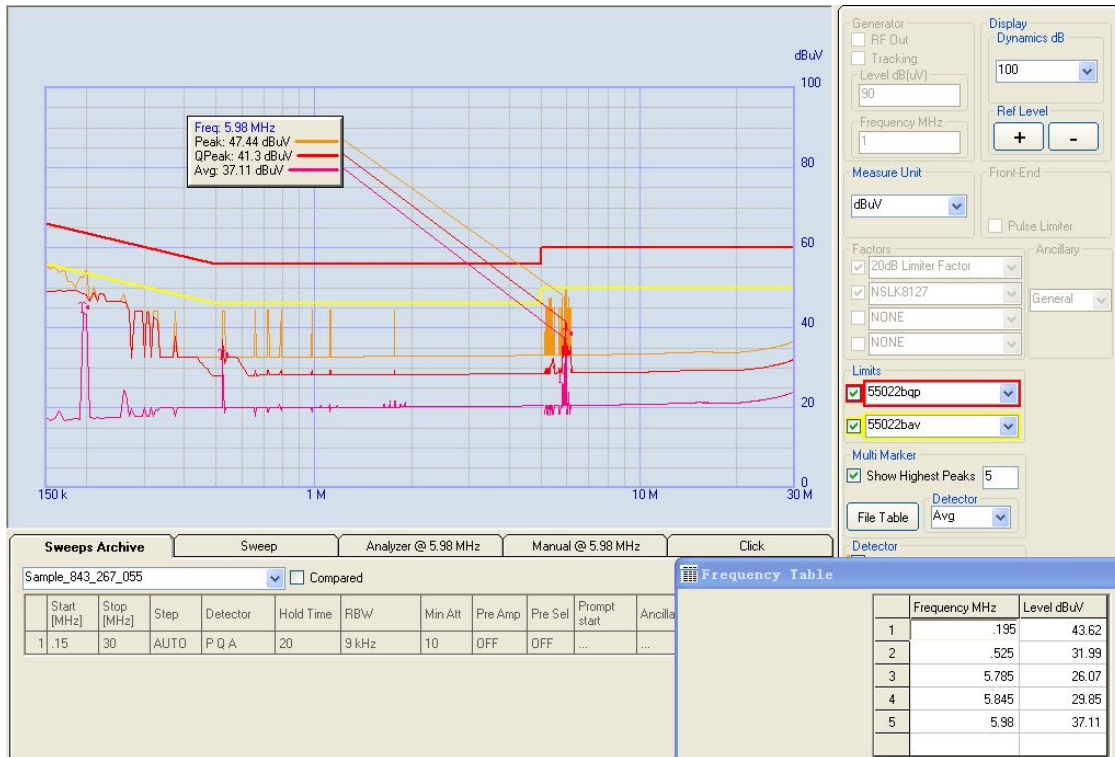 dBuV
100
80
60
40
20
0
150 k
1 M
10 M
30 M
Freq: 5.98 MHz
Peak: 47.44 dBuV
QPeak: 41.3 dBuV
Avg: 37.11 dBuV
Generator
RF Out
Tracking
Level dB(uV)
90
Frequency MHz
1
Display
Dynamics dB
100
Ref Level
+ -
Measure Unit
dBuV
Front-End
Pulse Limiter
Factors
20dB Limiter Factor
NSLK8127
NONE
NONE
Ancillary
General
Limits
55022bqp
55022bav
Multi Marker
Show Highest Peaks 5
File Table
Detector
Avg
Detector
Sweeps Archive Sweep Analyzer @ 5.98 MHz Manual @ 5.98 MHz Click
Sample_843_267_055 Compared
Start [MHz] Stop [MHz] Step Detector Hold Time RBW Min Att Pre Amp Pre Sel Prompt start Ancilla
1 .15 30 AUTO P Q A 20 9 kHz 10 OFF OFF ... ...
Frequency Table
Frequency MHz Level dBuV
1 .195 43.62
2 .525 31.99
3 5.785 26.07
4 5.845 29.85
5 5.98 37.11